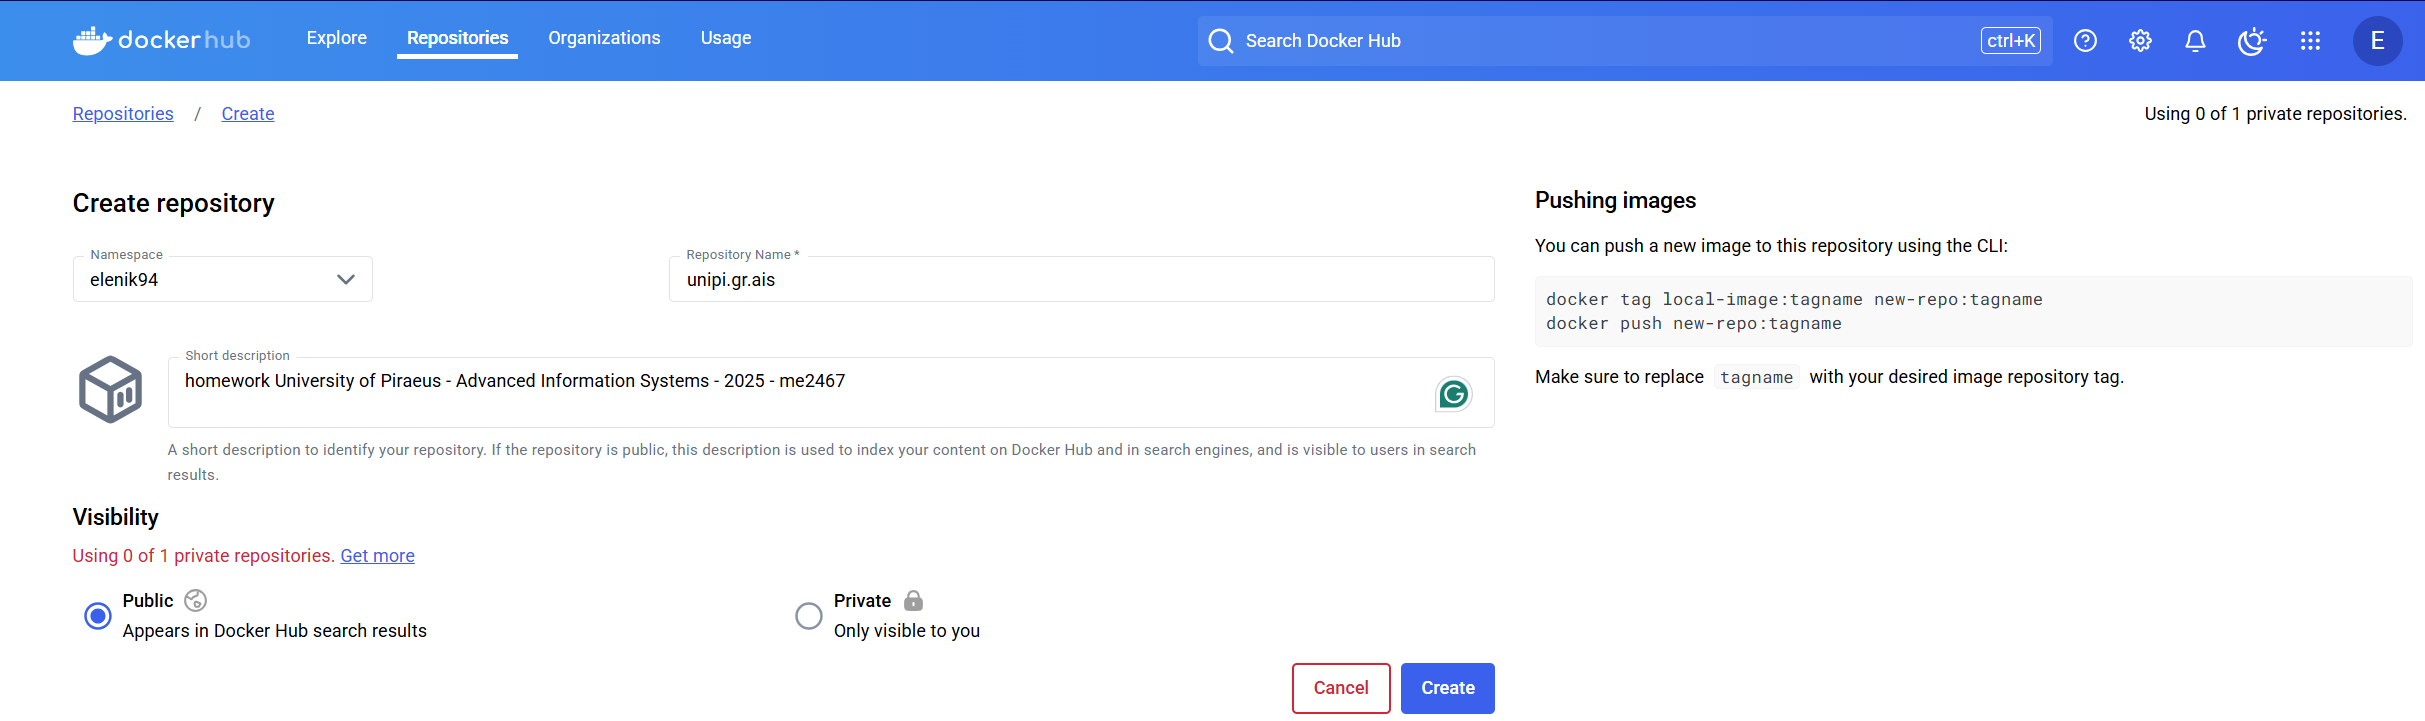 dockerhub Explore Repositories Organizations Usage Search Docker Hub ctrl+K E
Repositories / Create Using 0 of 1 private repositories.
Create repository
Namespace
elenik94
Repository Name *
unipi.gr.ais
Short description
homework University of Piraeus - Advanced Information Systems - 2025 - me2467
A short description to identify your repository. If the repository is public, this description is used to index your content on Docker Hub and in search engines, and is visible to users in search
results.
Visibility
Using 0 of 1 private repositories. Get more
Public
Appears in Docker Hub search results
Private
Only visible to you
Cancel Create
Pushing images
You can push a new image to this repository using the CLI:
docker tag local-image:tagname new-repo:tagname
docker push new-repo:tagname
Make sure to replace tagname with your desired image repository tag.